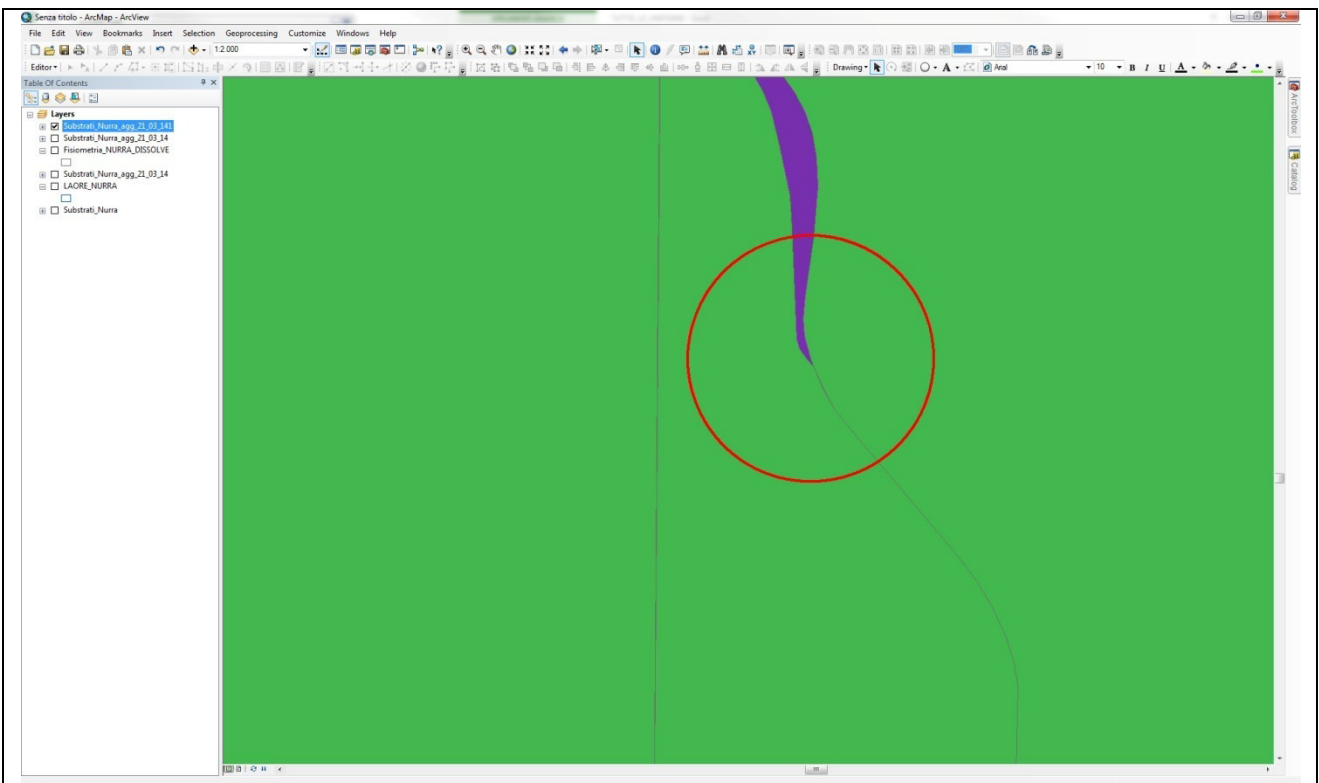 Senza titolo - ArcMap - ArcView
File Edit View Bookmarks Insert Selection Geoprocessing Customize Windows Help
1:2.000
Editor Drawing Arial 10 B I U A
Table Of Contents
Layers
Substrati_Nurra_agg_21_03_141
Substrati_Nurra_agg_21_03_14
Fisiometria_NURRA_DISSOLVE
Substrati_Nurra_agg_21_03_14
LAORE_NURRA
Substrati_Nurra
ArcToolbox
Catalog